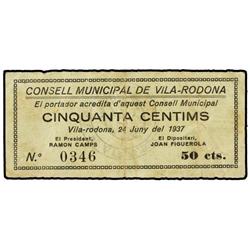 CONSELL MUNICIPAL DE VILA-RODONA
El portador acredita d'aquest Consell Municipal
CINQUANTA CENTIMS
Vila-rodona, 24 Juny del 1937
El President, El Dipositari,
RAMON CAMPS JOAN FIGUEROLA
N.º 0346 50 cts.